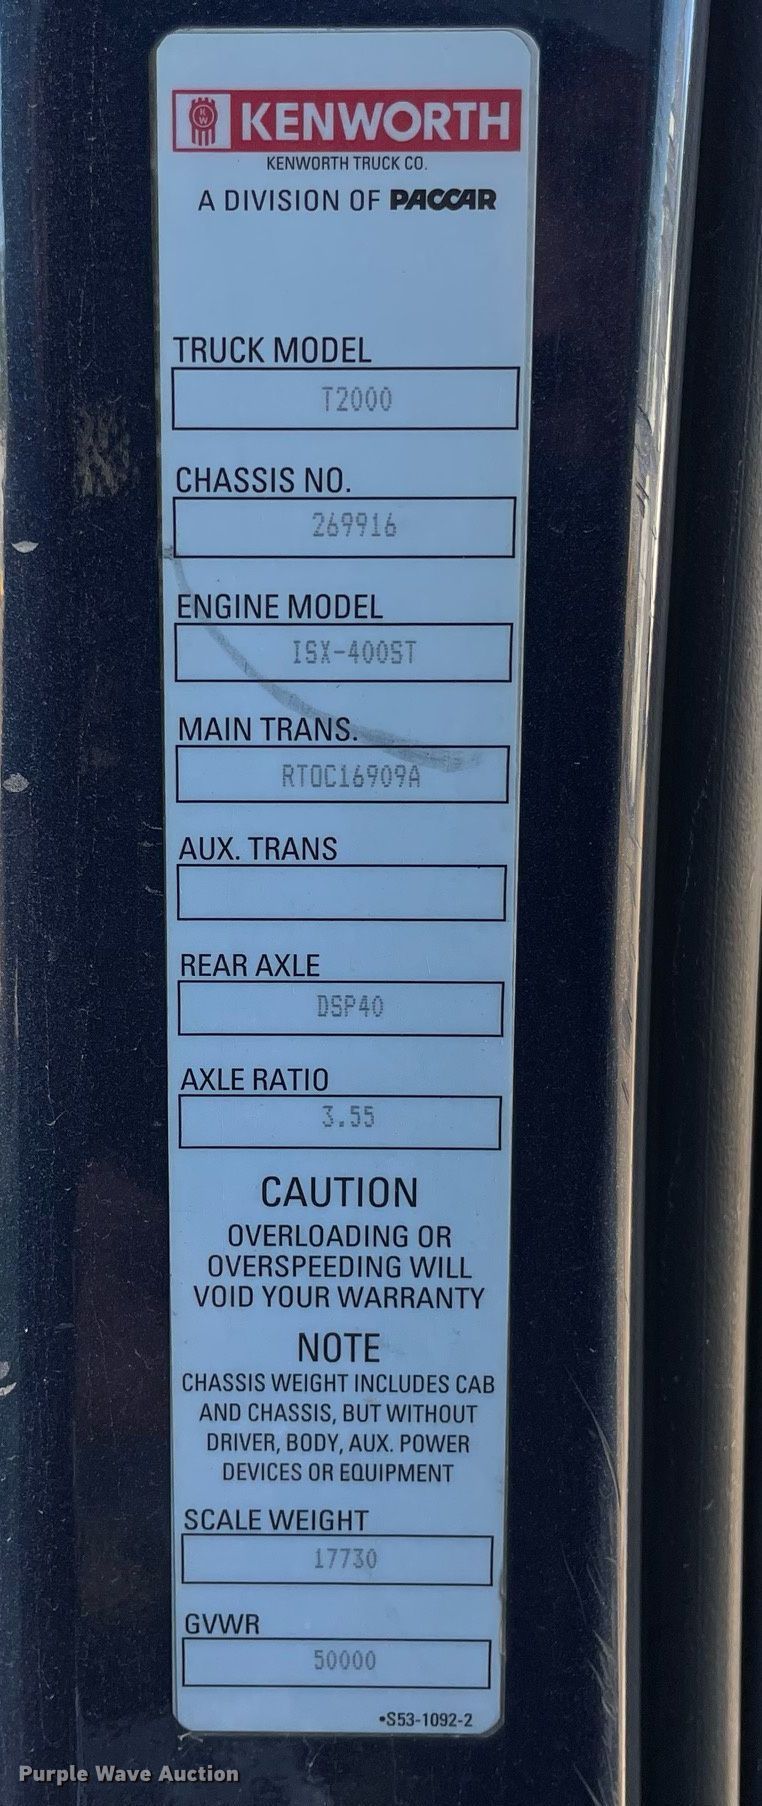 KW
KENWORTH
KENWORTH TRUCK CO.
A DIVISION OF PACCAR
TRUCK MODEL
T2000
CHASSIS NO.
269916
ENGINE MODEL
ISX-400ST
MAIN TRANS.
RTOC16909A
AUX. TRANS
REAR AXLE
DSP40
AXLE RATIO
3.55
CAUTION
OVERLOADING OR
OVERSPEEDING WILL
VOID YOUR WARRANTY
NOTE
CHASSIS WEIGHT INCLUDES CAB
AND CHASSIS, BUT WITHOUT
DRIVER, BODY, AUX. POWER
DEVICES OR EQUIPMENT
SCALE WEIGHT
17730
GVWR
50000
•S53-1092-2
Purple Wave Auction